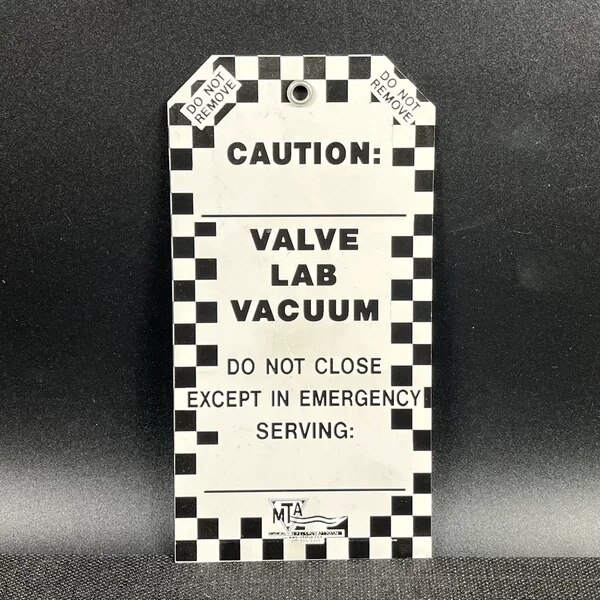 DO NOT
REMOVE
DO NOT
REMOVE
CAUTION:
VALVE
LAB
VACUUM
DO NOT CLOSE
EXCEPT IN EMERGENCY
SERVING:
MTA